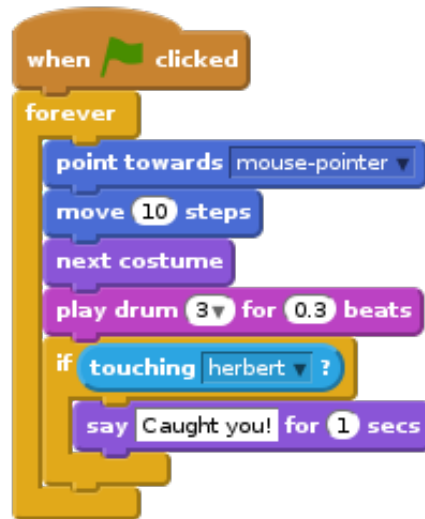 when clicked
forever
point towards mouse-pointer
move 10 steps
next costume
play drum 3 for 0.3 beats
if touching herbert ?
say Caught you! for 1 secs